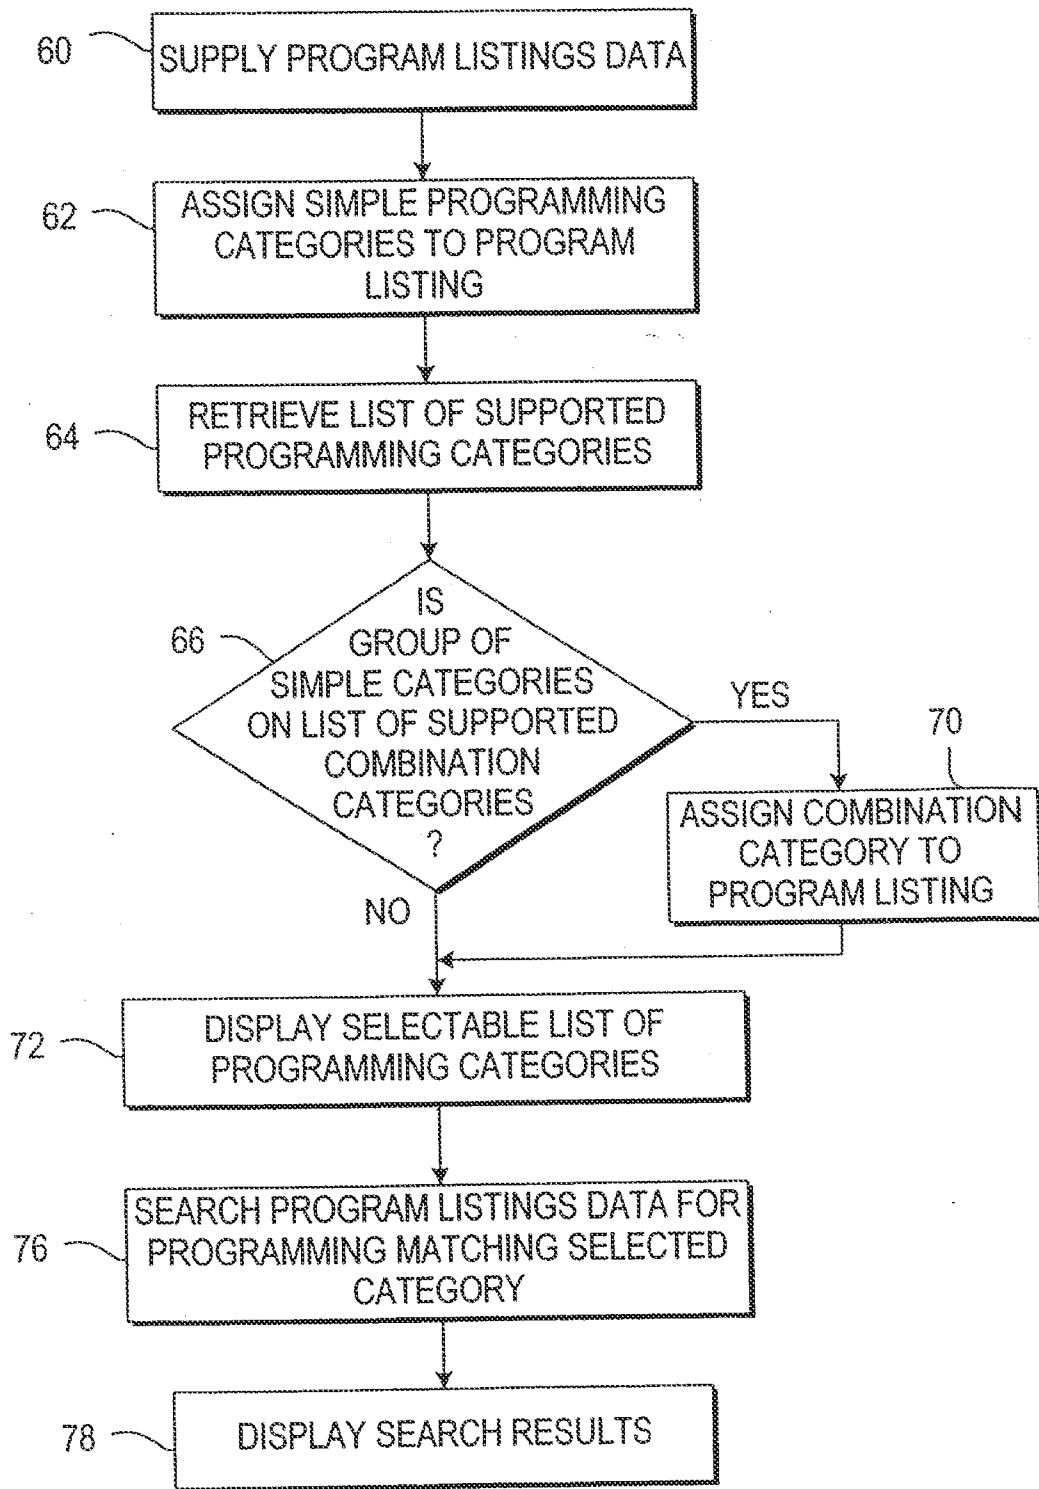 60
SUPPLY PROGRAM LISTINGS DATA
62
ASSIGN SIMPLE PROGRAMMING
CATEGORIES TO PROGRAM
LISTING
64
RETRIEVE LIST OF SUPPORTED
PROGRAMMING CATEGORIES
66
IS
GROUP OF
SIMPLE CATEGORIES
ON LIST OF SUPPORTED
COMBINATION
CATEGORIES
?
YES
70
ASSIGN COMBINATION
CATEGORY TO
PROGRAM LISTING
NO
72
DISPLAY SELECTABLE LIST OF
PROGRAMMING CATEGORIES
76
SEARCH PROGRAM LISTINGS DATA FOR
PROGRAMMING MATCHING SELECTED
CATEGORY
78
DISPLAY SEARCH RESULTS